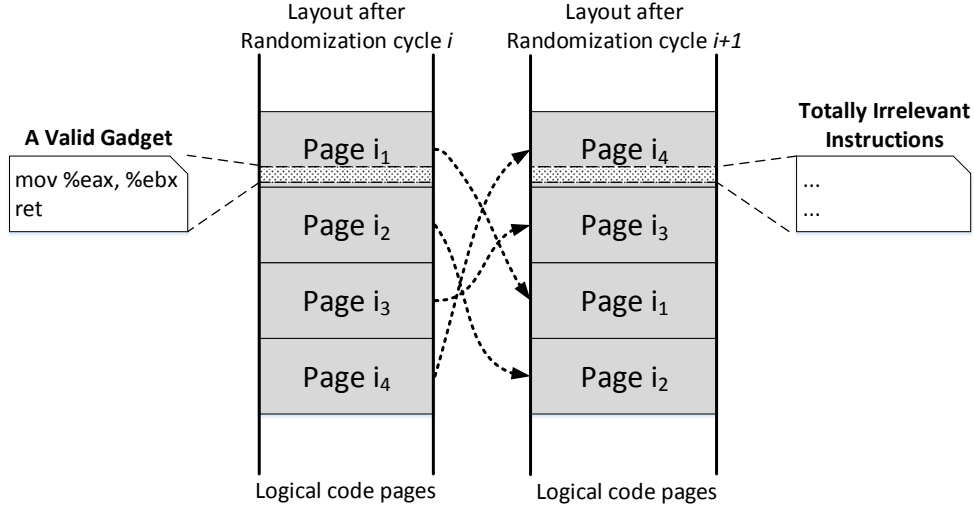 Layout after
Randomization cycle i
Layout after
Randomization cycle i+1
A Valid Gadget
mov %eax, %ebx
ret
Page i₁
Page i₂
Page i₃
Page i₄
Logical code pages
Page i₄
Page i₃
Page i₁
Page i₂
Logical code pages
Totally Irrelevant
Instructions
...
...